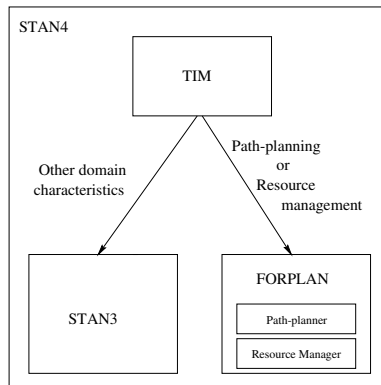 STAN4
TIM
Other domain
characteristics
Path-planning
or
Resource
management
STAN3
FORPLAN
Path-planner
Resource Manager